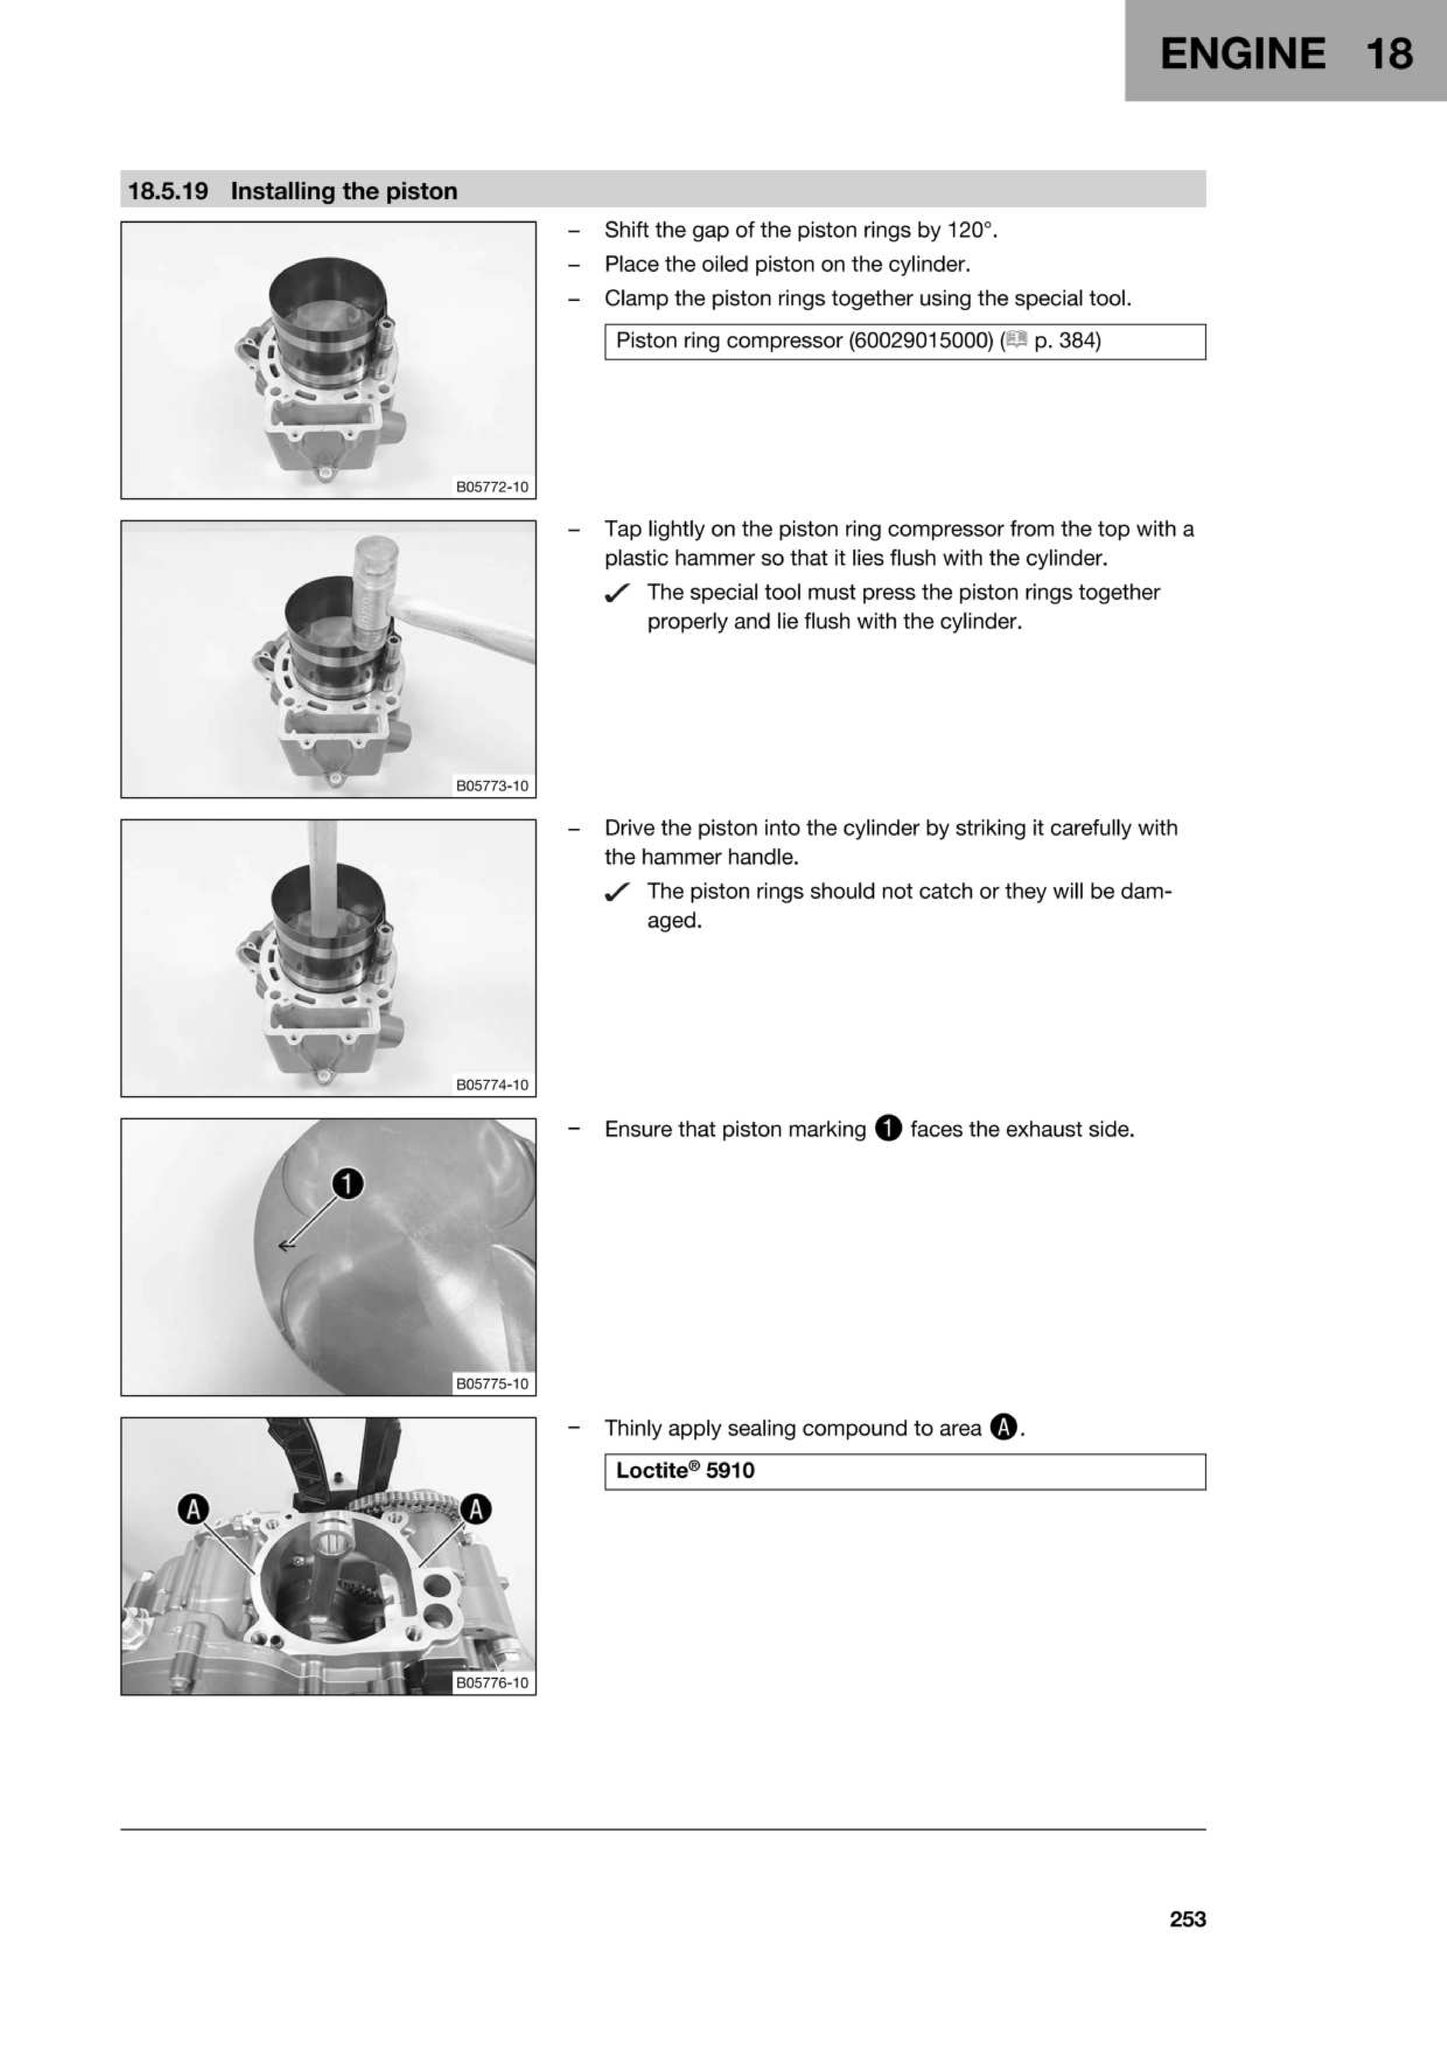 ENGINE 18
18.5.19 Installing the piston
– Shift the gap of the piston rings by 120°.
– Place the oiled piston on the cylinder.
– Clamp the piston rings together using the special tool.
Piston ring compressor (60029015000) ( p. 384)
B05772-10
– Tap lightly on the piston ring compressor from the top with a
plastic hammer so that it lies flush with the cylinder.
✓ The special tool must press the piston rings together
properly and lie flush with the cylinder.
B05773-10
– Drive the piston into the cylinder by striking it carefully with
the hammer handle.
✓ The piston rings should not catch or they will be dam-
aged.
B05774-10
– Ensure that piston marking 1 faces the exhaust side.
1
B05775-10
– Thinly apply sealing compound to area A.
Loctite® 5910
A A
B05776-10
253